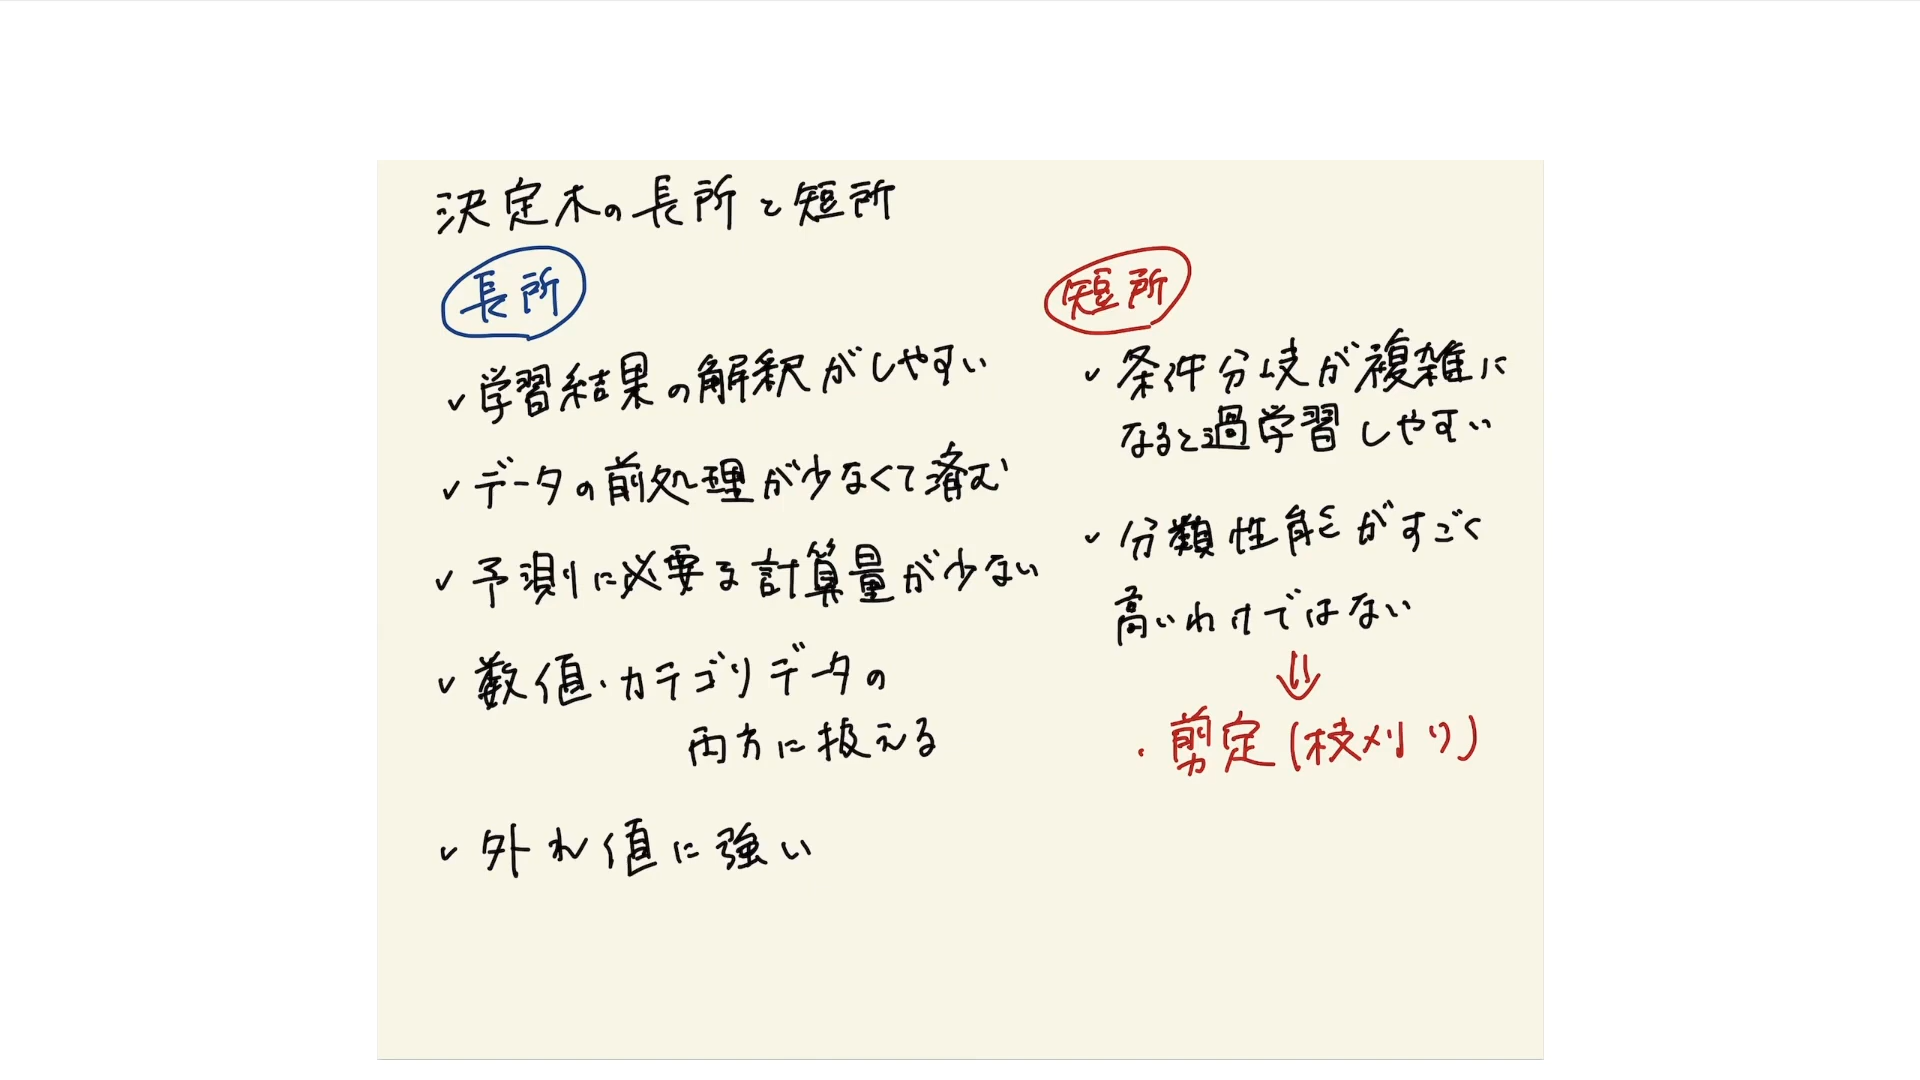 決定木の長所と短所
長所
✓ 学習結果の解釈がしやすい
✓ データの前処理が少なくて済む
✓ 予測に必要な計算量が少ない
✓ 数値・カテゴリデータの
両方に扱える
✓ 外れ値に強い
短所
✓ 条件分岐が複雑に
なると過学習しやすい
✓ 分類性能がすごく
高いわけではない
⇓
・剪定(枝刈り)